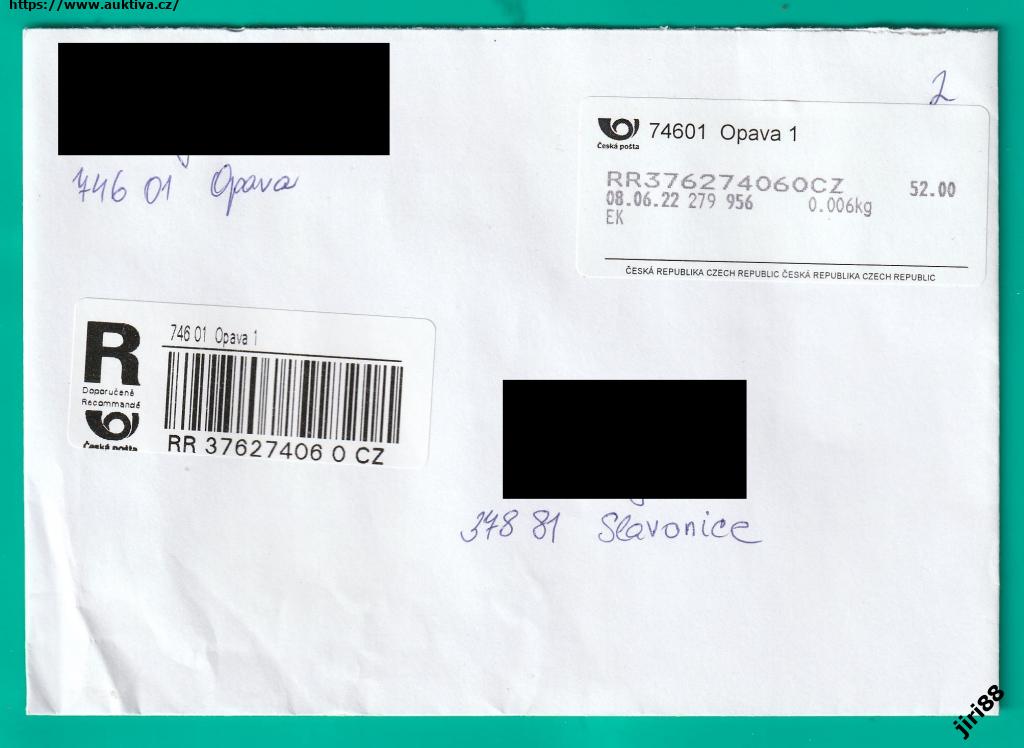 https://www.auktiva.cz/
2
74601 Opava 1
Česká pošta
RR376274060CZ 52.00
08.06.22 279 956 0.006kg
EK
ČESKÁ REPUBLIKA CZECH REPUBLIC ČESKÁ REPUBLIKA CZECH REPUBLIC
746 01 Opava
R
Doporučeně
Recommandé
Česká pošta
746 01 Opava 1
RR 37627406 0 CZ
378 81 Slavonice
jiri88